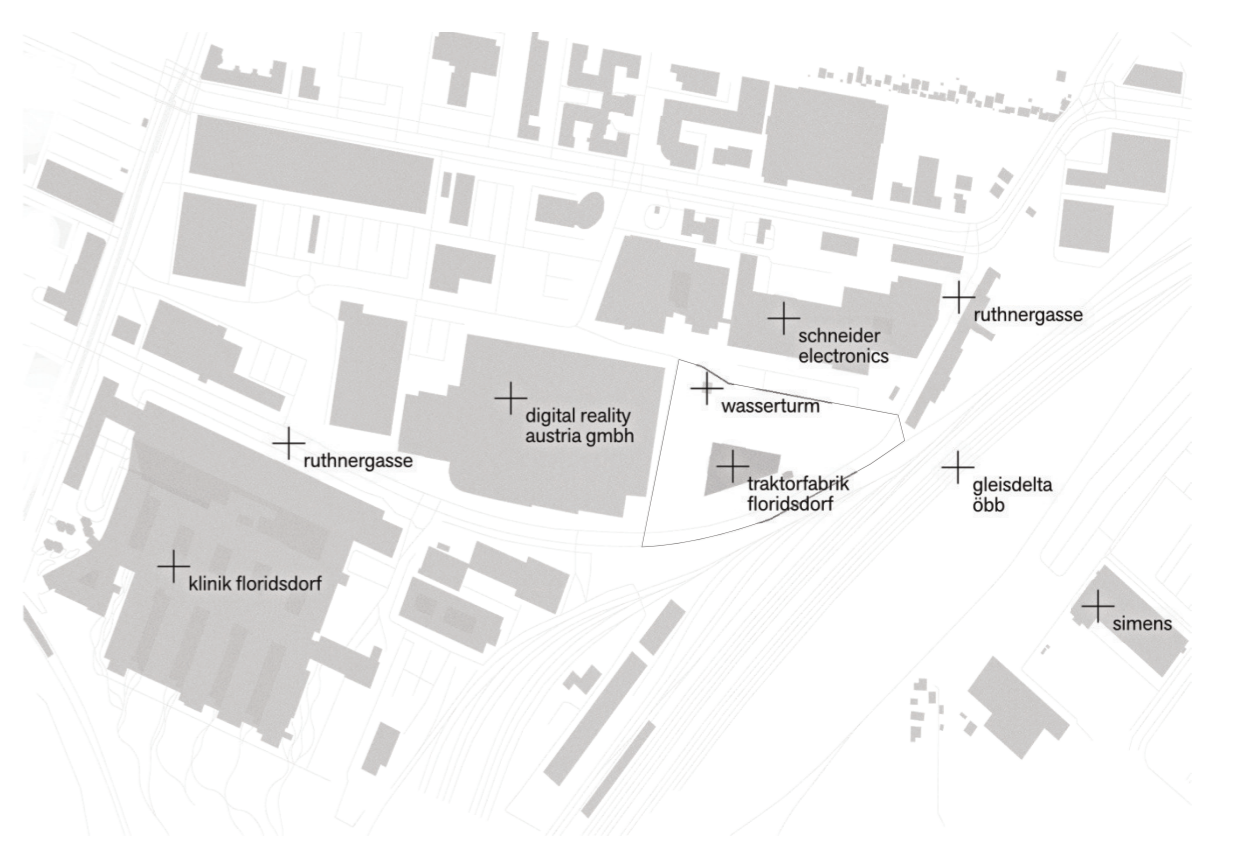 ruthnergasse
schneider
electronics
wasserturm
digital reality
austria gmbh
ruthnergasse
traktorfabrik
floridsdorf
gleisdelta
öbb
klinik floridsdorf
simens